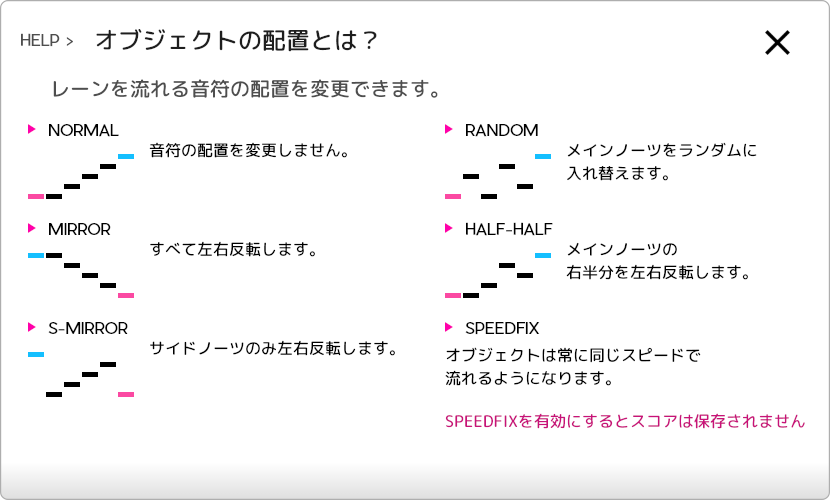 HELP > オブジェクトの配置とは？
レーンを流れる音符の配置を変更できます。
NORMAL
音符の配置を変更しません。
MIRROR
すべて左右反転します。
S-MIRROR
サイドノーツのみ左右反転します。
RANDOM
メインノーツをランダムに
入れ替えます。
HALF-HALF
メインノーツの
右半分を左右反転します。
SPEEDFIX
オブジェクトは常に同じスピードで
流れるようになります。
SPEEDFIXを有効にするとスコアは保存されません